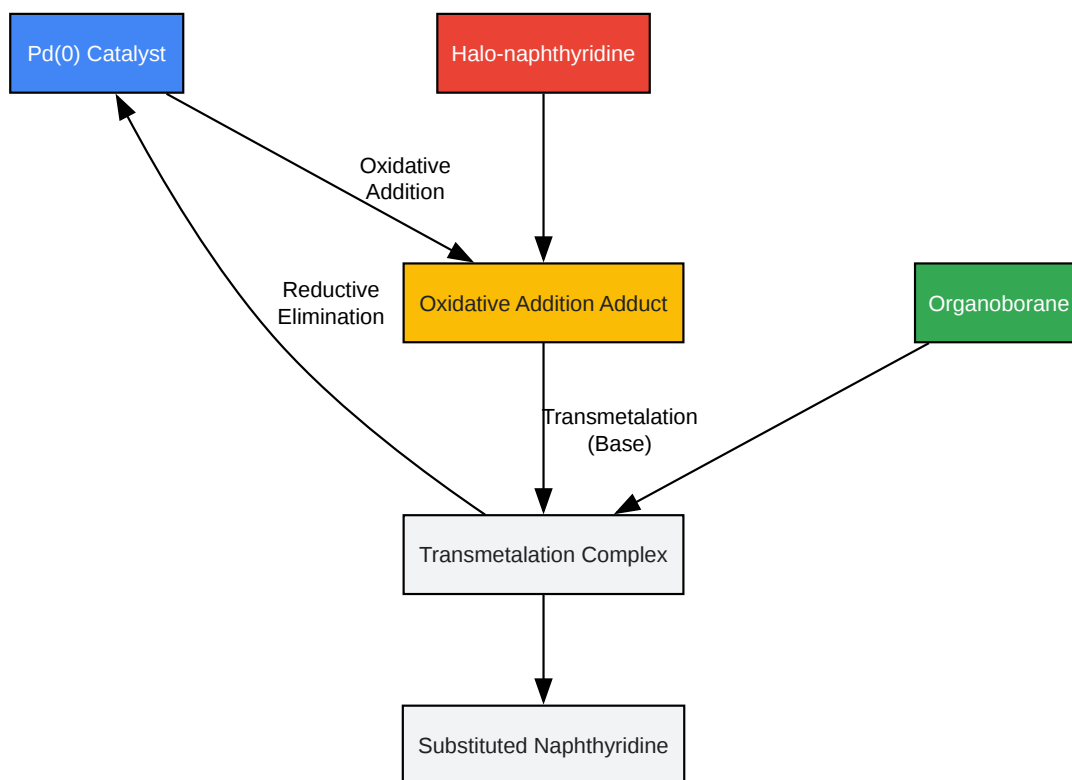 Pd(0) Catalyst
Halo-naphthyridine
Oxidative
Addition
Reductive
Elimination
Oxidative Addition Adduct
Organoborane
Transmetalation
(Base)
Transmetalation Complex
Substituted Naphthyridine